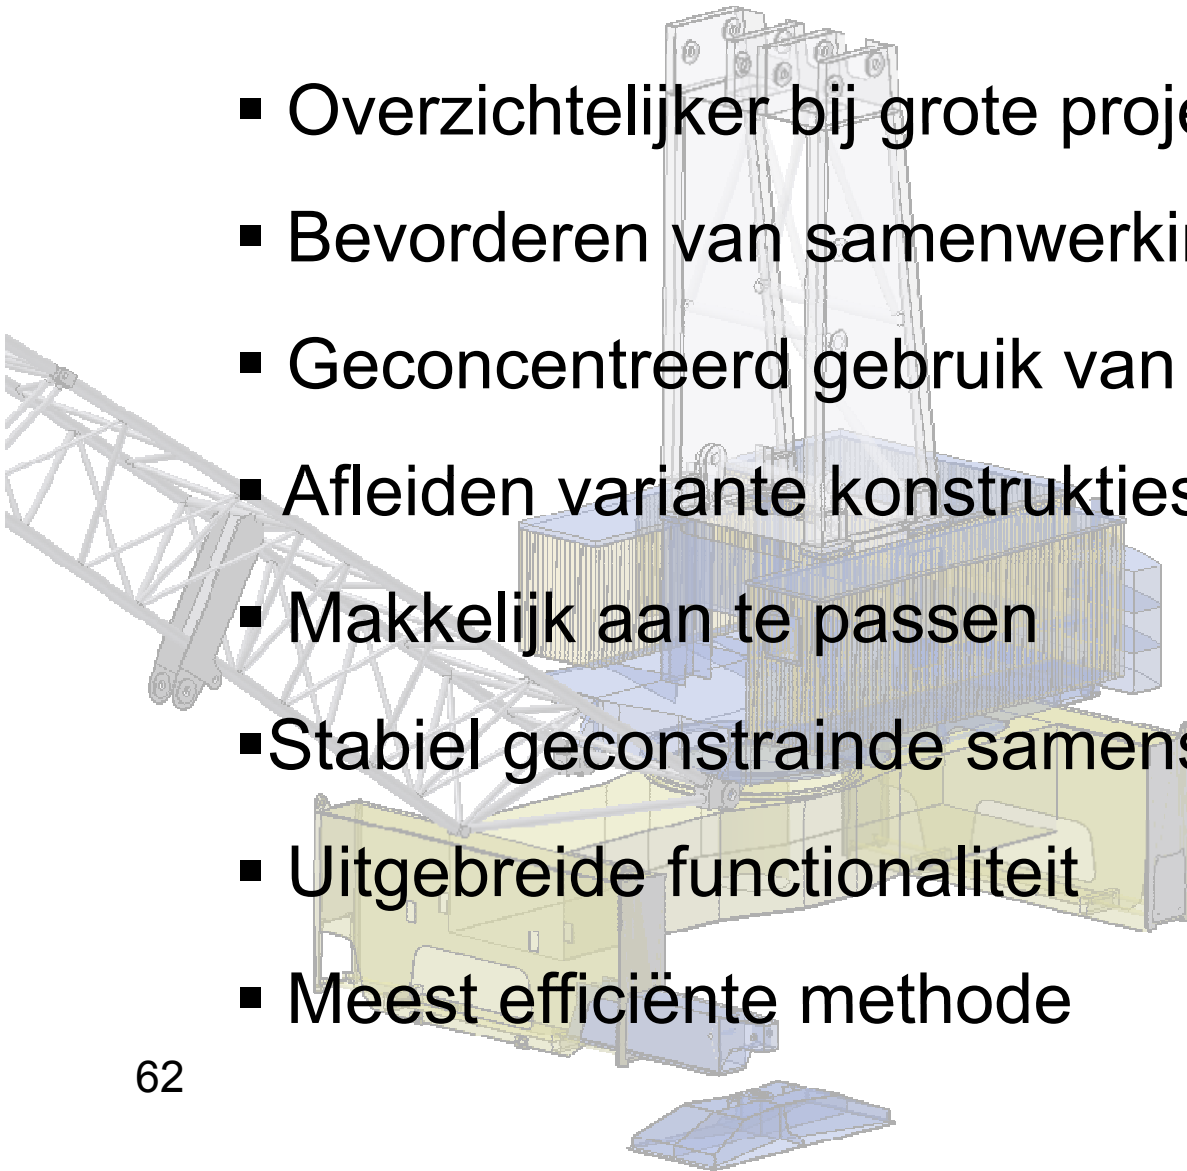 ▪ Overzichtelijker bij grote proje
▪ Bevorderen van samenwerki
▪ Geconcentreerd gebruik van
▪ Afleiden variante konstrukties
▪ Makkelijk aan te passen
▪Stabiel geconstrainde samens
▪ Uitgebreide functionaliteit
▪ Meest efficiënte methode
62